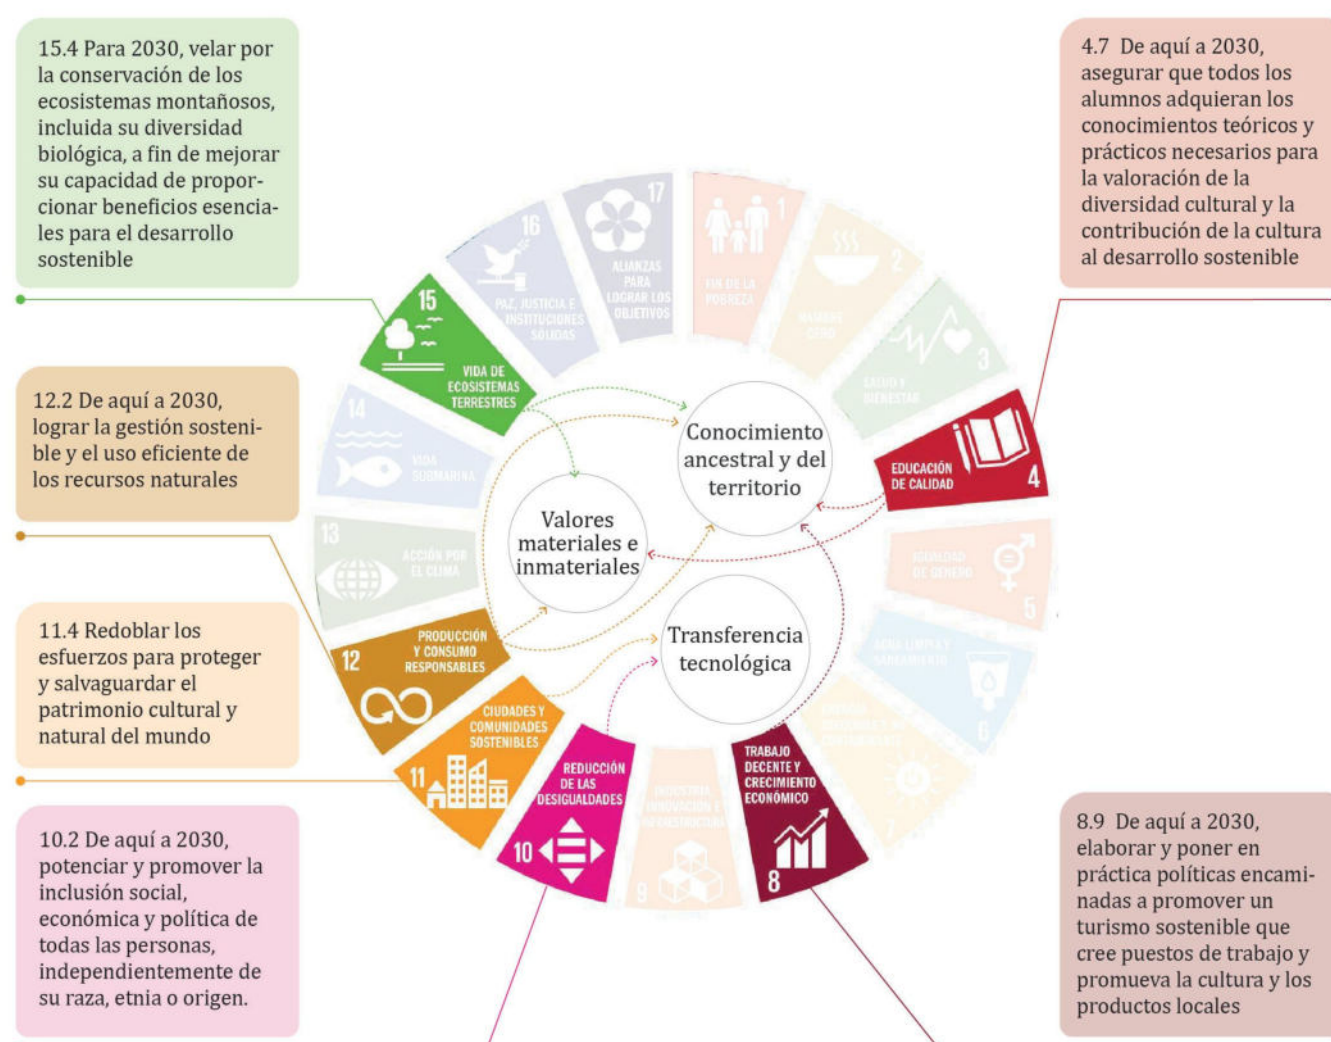 15.4 Para 2030, velar por
la conservación de los
ecosistemas montañosos,
incluida su diversidad
biológica, a fin de mejorar
su capacidad de propor-
cionar beneficios esencia-
les para el desarrollo
sostenible
12.2 De aquí a 2030,
lograr la gestión sosteni-
ble y el uso eficiente de
los recursos naturales
11.4 Redoblar los
esfuerzos para proteger
y salvaguardar el
patrimonio cultural y
natural del mundo
10.2 De aquí a 2030,
potenciar y promover la
inclusión social,
económica y política de
todas las personas,
independientemente de
su raza, etnia o origen.
4.7 De aquí a 2030,
asegurar que todos los
alumnos adquieran los
conocimientos teóricos y
prácticos necesarios para
la valoración de la
diversidad cultural y la
contribución de la cultura
al desarrollo sostenible
8.9 De aquí a 2030,
elaborar y poner en
práctica políticas encami-
nadas a promover un
turismo sostenible que
cree puestos de trabajo y
promueva la cultura y los
productos locales
1
FIN DE LA
POBREZA
2
HAMBRE
CERO
3
SALUD Y
BIENESTAR
4
EDUCACIÓN
DE CALIDAD
5
IGUALDAD
DE GÉNERO
6
AGUA LIMPIA Y
SANEAMIENTO
7
8
TRABAJO
DECENTE Y
CRECIMIENTO
ECONÓMICO
9
INDUSTRIA,
INNOVACIÓN E
INFRAESTRUCTURA
10
REDUCCIÓN
DE LAS
DESIGUALDADES
11
CIUDADES Y
COMUNIDADES
SOSTENIBLES
12
PRODUCCIÓN
Y CONSUMO
RESPONSABLES
13
ACCIÓN POR
EL CLIMA
14
VIDA
SUBMARINA
15
VIDA DE
ECOSISTEMAS
TERRESTRES
16
PAZ, JUSTICIA E
INSTITUCIONES
SÓLIDAS
17
ALIANZAS
PARA
LOGRAR LOS
OBJETIVOS
Conocimiento
ancestral y del
territorio
Valores
materiales e
inmateriales
Transferencia
tecnológica